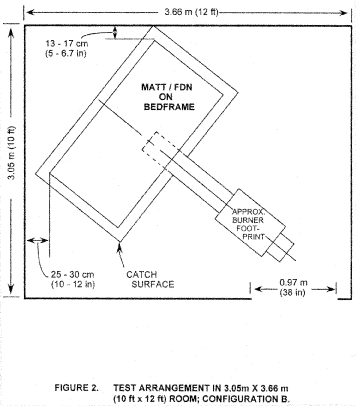 3.66 m (12 ft)
13 - 17 cm
(5 - 6.7 in)
MATT / FDN
ON
BEDFRAME
3.05 m (10 ft)
APPROX.
BURNER
FOOT-
PRINT
25 - 30 cm
(10 - 12 in)
CATCH
SURFACE
0.97 m
(38 in)
FIGURE 2. TEST ARRANGEMENT IN 3.05m X 3.66 m
(10 ft x 12 ft) ROOM; CONFIGURATION B.